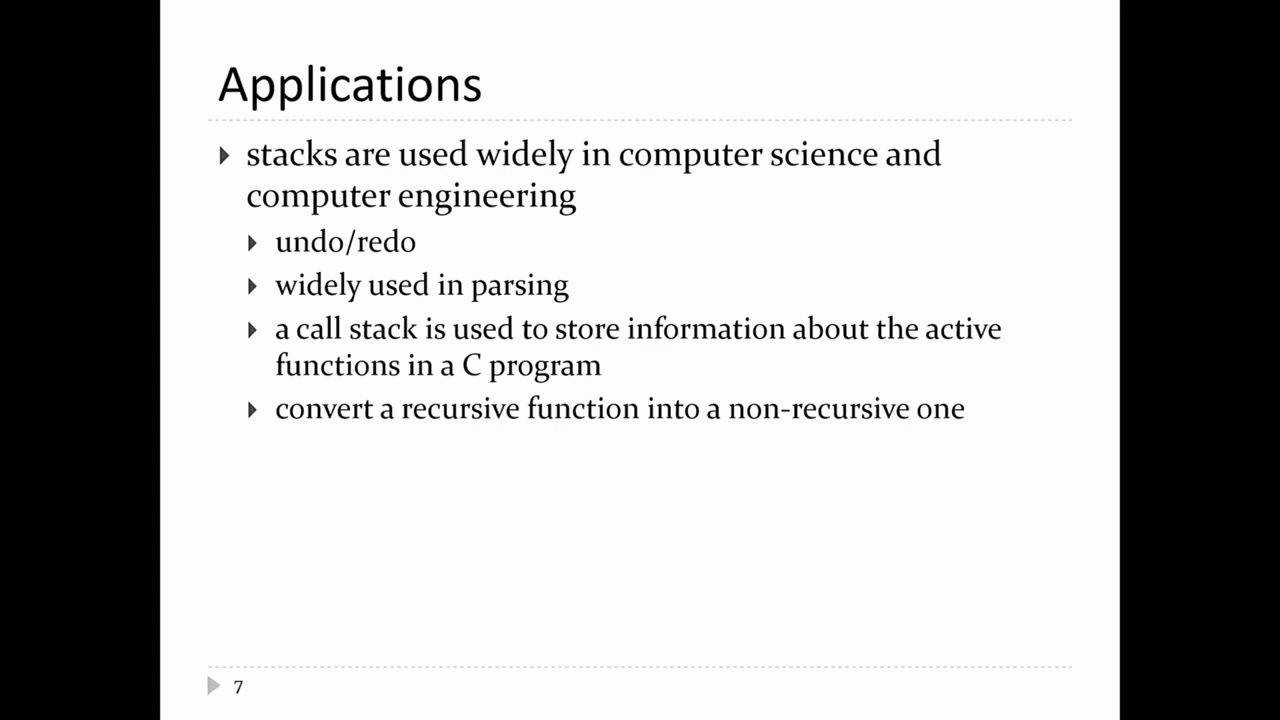 Applications
stacks are used widely in computer science and
computer engineering
undo/redo
widely used in parsing
a call stack is used to store information about the active
functions in a C program
convert a recursive function into a non-recursive one
7